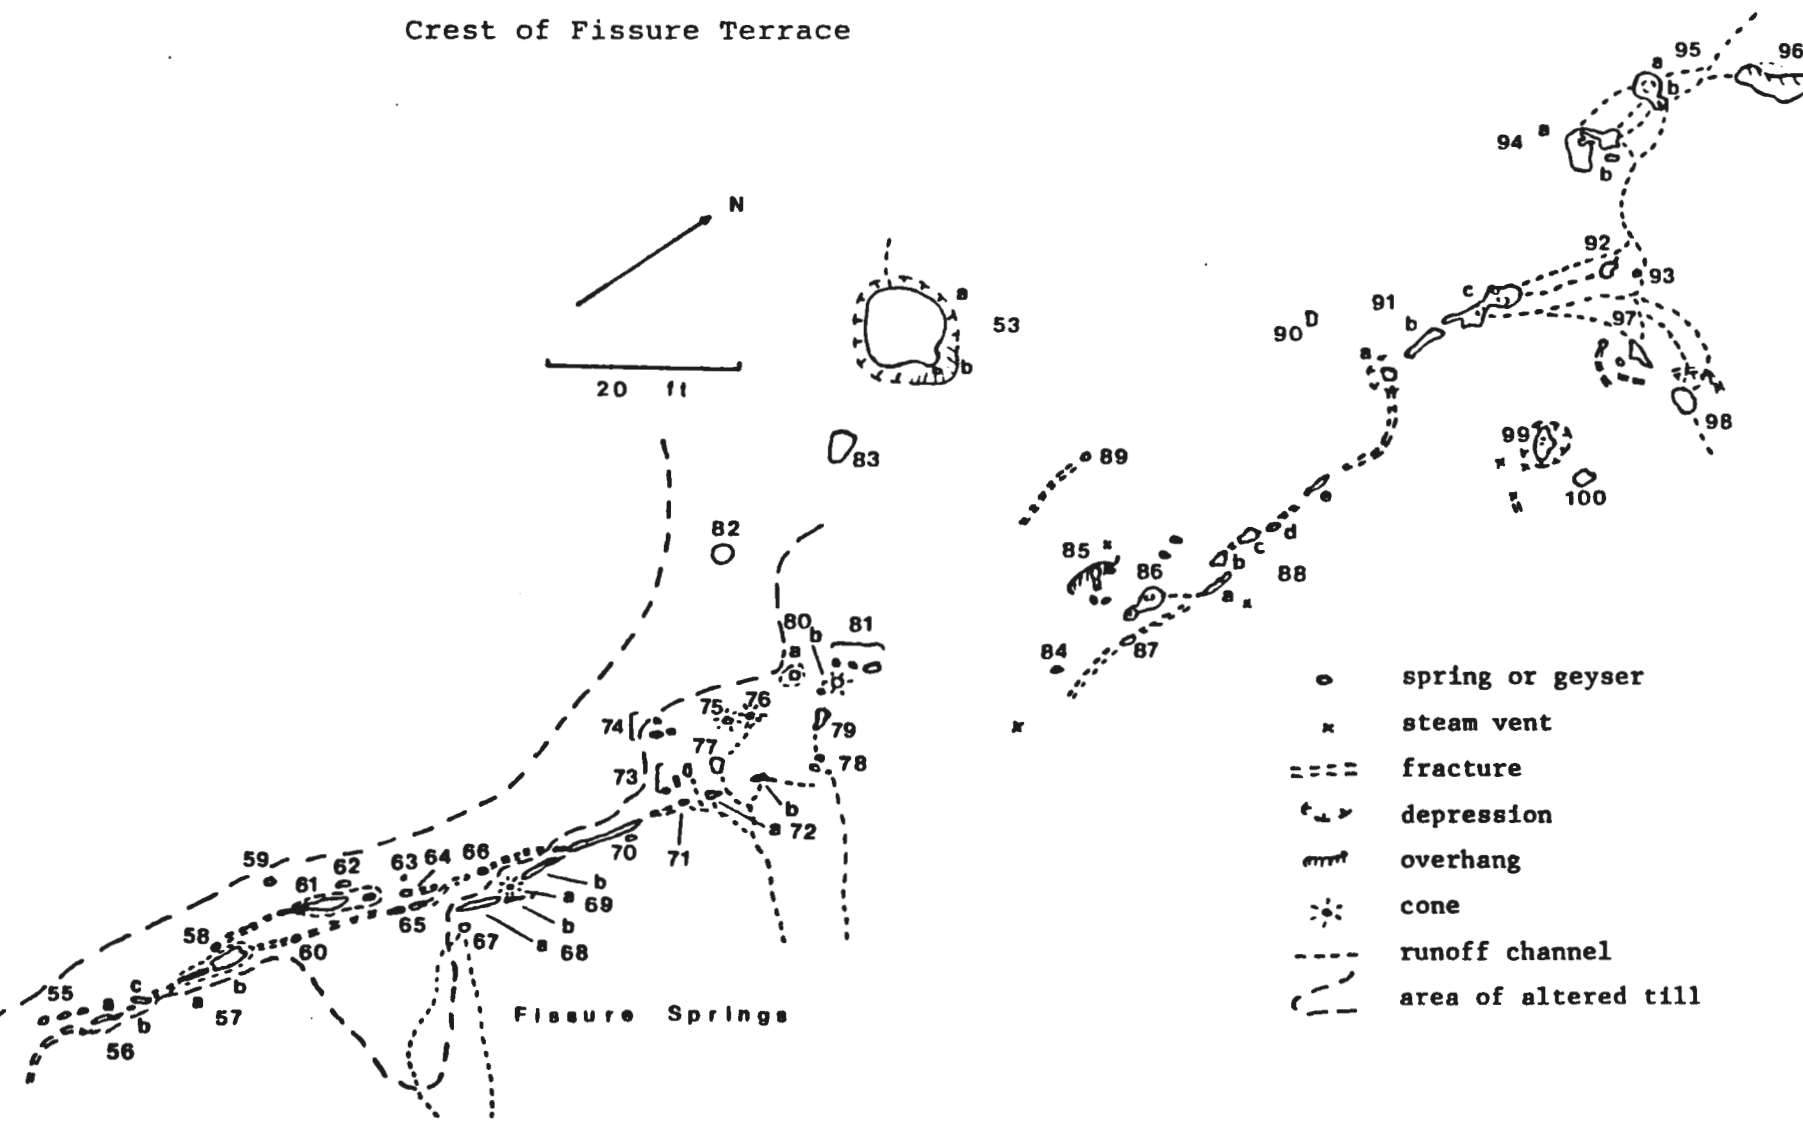 Crest of Fissure Terrace
95
96
a
b
94
a
b
N
92
93
a
53
b
c
91
b
90
97
a
20 ft
98
83
99
89
100
e
82
d
85
c
b
88
86
a
80
81
b
a
84
87
spring or geyser
75
76
74
79
steam vent
77
73
78
fracture
b
a 72
depression
59
62
63
64
66
70
71
overhang
61
b
a 69
cone
65
b
58
67
a 68
60
runoff channel
55
a
c
b
a
57
b
56
area of altered till
Fissure Springs